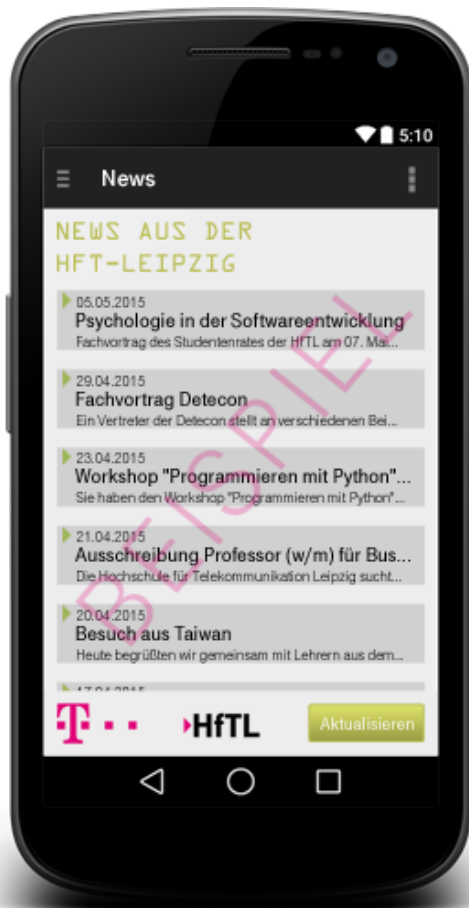 5:10
News
NEWS AUS DER
HFT-LEIPZIG
05.05.2015
Psychologie in der Softwareentwicklung
Fachvortrag des Studentenrates der HfTL am 07. Mai...
29.04.2015
Fachvortrag Detecon
Ein Vertreter der Detecon stellt an verschiedenen Bei...
23.04.2015
Workshop "Programmieren mit Python"...
Sie haben den Workshop "Programmieren mit Python"...
21.04.2015
Ausschreibung Professor (w/m) für Bus...
Die Hochschule für Telekommunikation Leipzig sucht...
20.04.2015
Besuch aus Taiwan
Heute begrüßten wir gemeinsam mit Lehrern aus dem...
17.04.2015
BEISPIEL
T
HfTL
Aktualisieren